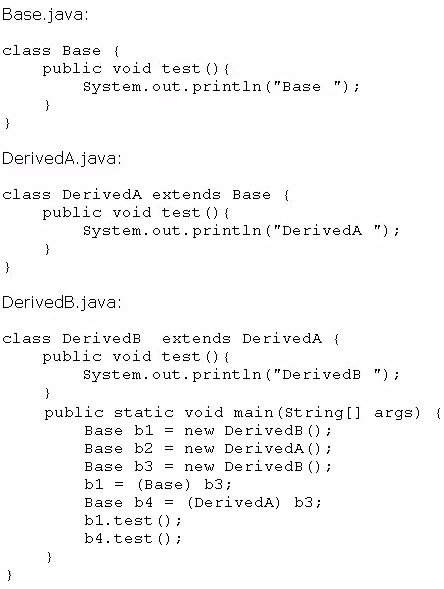 Base.java:
class Base {
    public void test(){
        System.out.println("Base ");
    }
}
DerivedA.java:
class DerivedA extends Base {
    public void test(){
        System.out.println("DerivedA ");
    }
}
DerivedB.java:
class DerivedB  extends DerivedA {
    public void test(){
        System.out.println("DerivedB ");
    }
    public static void main(String[] args) {
        Base b1 = new DerivedB();
        Base b2 = new DerivedA();
        Base b3 = new DerivedB();
        b1 = (Base) b3;
        Base b4 = (DerivedA) b3;
        b1.test();
        b4.test();
    }
}